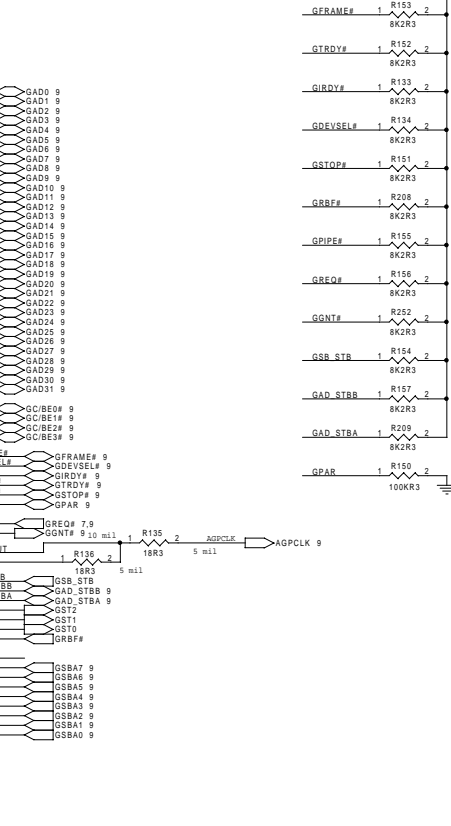 GFRAME# 1 R153 2
8K2R3
GTRDY# 1 R152 2
8K2R3
GIRDY# 1 R133 2
8K2R3
GDEVSEL# 1 R134 2
8K2R3
GSTOP# 1 R151 2
8K2R3
GRBF# 1 R208 2
8K2R3
GPIPE# 1 R155 2
8K2R3
GREQ# 1 R156 2
8K2R3
GGNT# 1 R252 2
8K2R3
GSB_STB 1 R154 2
8K2R3
GAD_STBB 1 R157 2
8K2R3
GAD_STBA 1 R209 2
8K2R3
GPAR 1 R150 2
100KR3
GAD0 9
GAD1 9
GAD2 9
GAD3 9
GAD4 9
GAD5 9
GAD6 9
GAD7 9
GAD8 9
GAD9 9
GAD10 9
GAD11 9
GAD12 9
GAD13 9
GAD14 9
GAD15 9
GAD16 9
GAD17 9
GAD18 9
GAD19 9
GAD20 9
GAD21 9
GAD22 9
GAD23 9
GAD24 9
GAD25 9
GAD26 9
GAD27 9
GAD28 9
GAD29 9
GAD30 9
GAD31 9
GC/BE0# 9
GC/BE1# 9
GC/BE2# 9
GC/BE3# 9
E# GFRAME# 9
EL# GDEVSEL# 9
GIRDY# 9
GTRDY# 9
GSTOP# 9
GPAR 9
GREQ# 7,9
GGNT# 9
10 mil 1 R135 2 AGPCLK AGPCLK 9
18R3 5 mil
UT 1 R136 2
18R3 5 mil
B GSB_STB
BB GAD_STBB 9
BA GAD_STBA 9
GST2
GST1
GST0
GRBF#
GSBA7 9
GSBA6 9
GSBA5 9
GSBA4 9
GSBA3 9
GSBA2 9
GSBA1 9
GSBA0 9